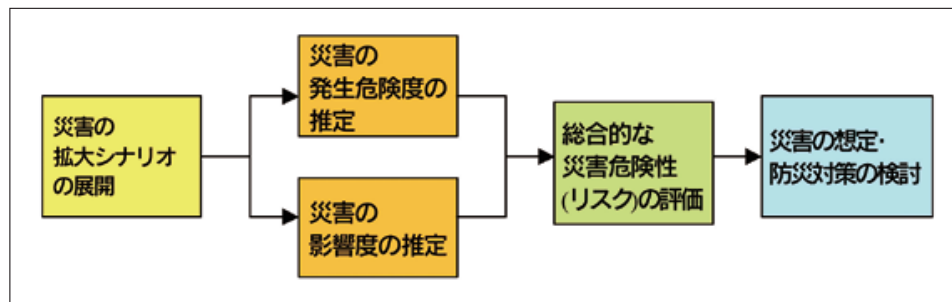 災害の
拡大シナリオ
の展開
災害の
発生危険度の
推定
災害の
影響度の推定
総合的な
災害危険性
(リスク)の評価
災害の想定・
防災対策の検討